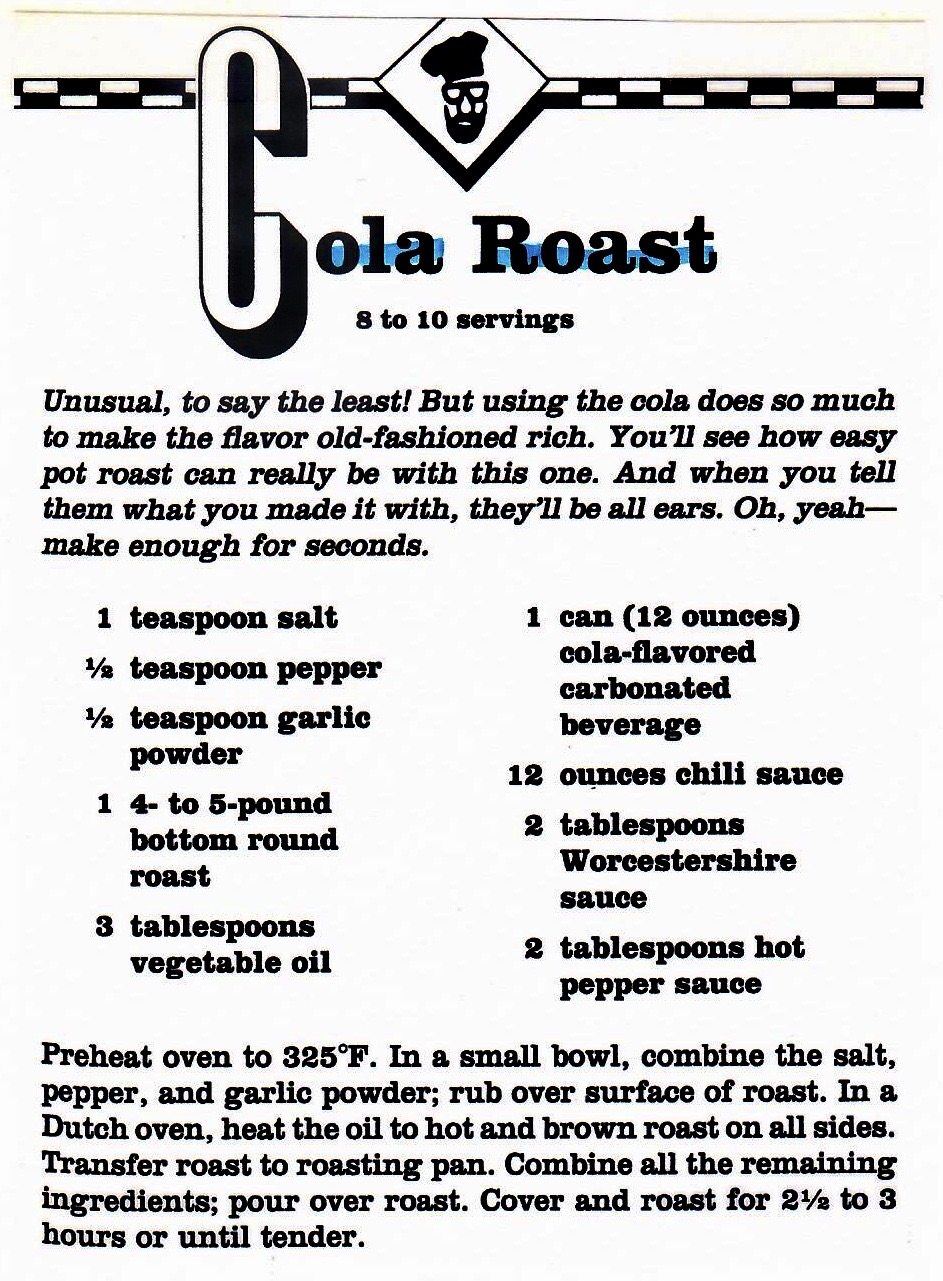 Cola Roast
8 to 10 servings
Unusual, to say the least! But using the cola does so much
to make the flavor old-fashioned rich. You'll see how easy
pot roast can really be with this one. And when you tell
them what you made it with, they'll be all ears. Oh, yeah—
make enough for seconds.
1 teaspoon salt
½ teaspoon pepper
½ teaspoon garlic
powder
1 4- to 5-pound
bottom round
roast
3 tablespoons
vegetable oil
1 can (12 ounces)
cola-flavored
carbonated
beverage
12 ounces chili sauce
2 tablespoons
Worcestershire
sauce
2 tablespoons hot
pepper sauce
Preheat oven to 325°F. In a small bowl, combine the salt,
pepper, and garlic powder; rub over surface of roast. In a
Dutch oven, heat the oil to hot and brown roast on all sides.
Transfer roast to roasting pan. Combine all the remaining
ingredients; pour over roast. Cover and roast for 2½ to 3
hours or until tender.